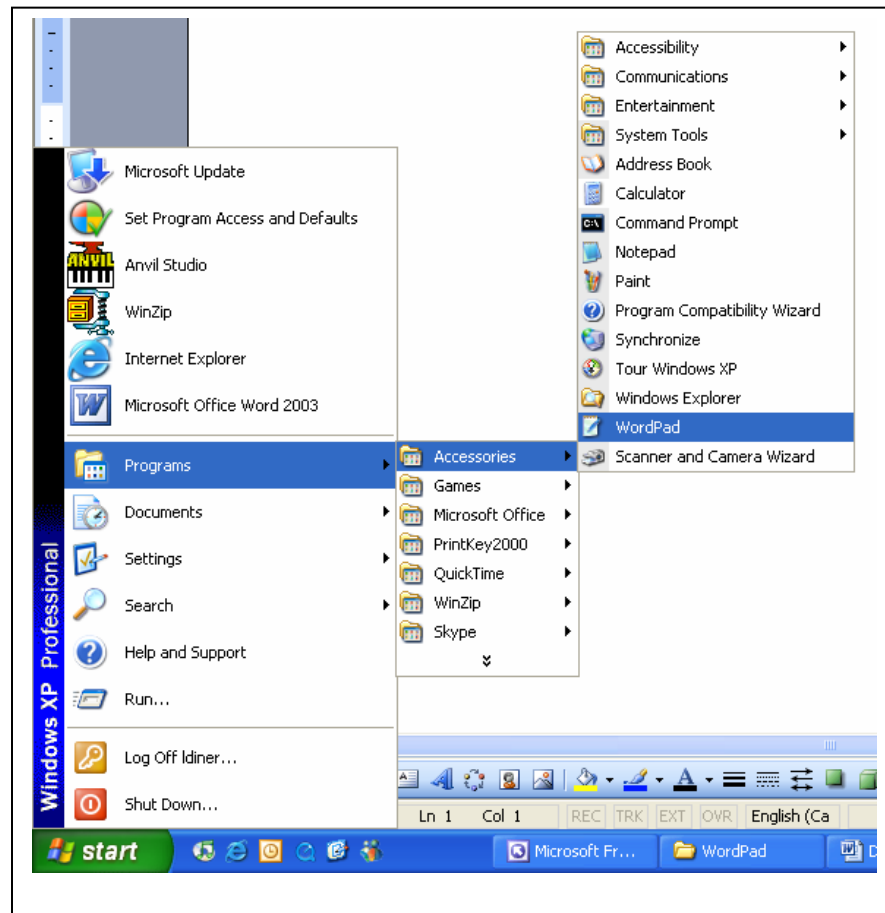 Accessibility
Communications
Entertainment
System Tools
Address Book
Calculator
Command Prompt
Notepad
Paint
Program Compatibility Wizard
Synchronize
Tour Windows XP
Windows Explorer
WordPad
Scanner and Camera Wizard
Microsoft Update
Set Program Access and Defaults
Anvil Studio
WinZip
Internet Explorer
Microsoft Office Word 2003
Programs
Documents
Settings
Search
Help and Support
Run...
Log Off ldiner...
Shut Down...
Windows XP Professional
Accessories
Games
Microsoft Office
PrintKey2000
QuickTime
WinZip
Skype
Ln 1 Col 1 REC TRK EXT OVR English (Ca
start Microsoft Fr... WordPad D
ANVIL
W
C:\
A